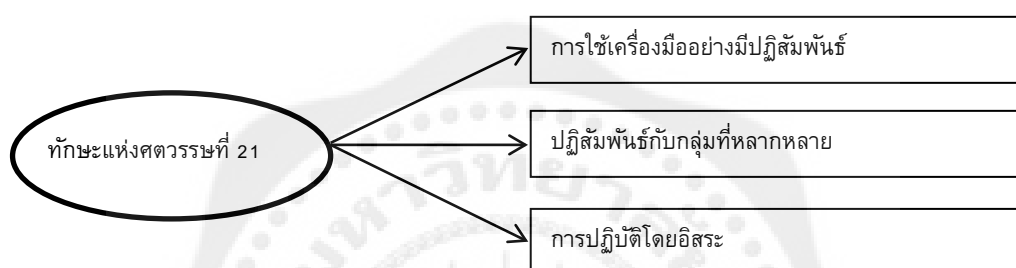 การใช้เครื่องมืออย่างมีปฏิสัมพันธ์
ทักษะแห่งศตวรรษที่ 21
ปฏิสัมพันธ์กับกลุ่มที่หลากหลาย
การปฏิบัติโดยอิสระ